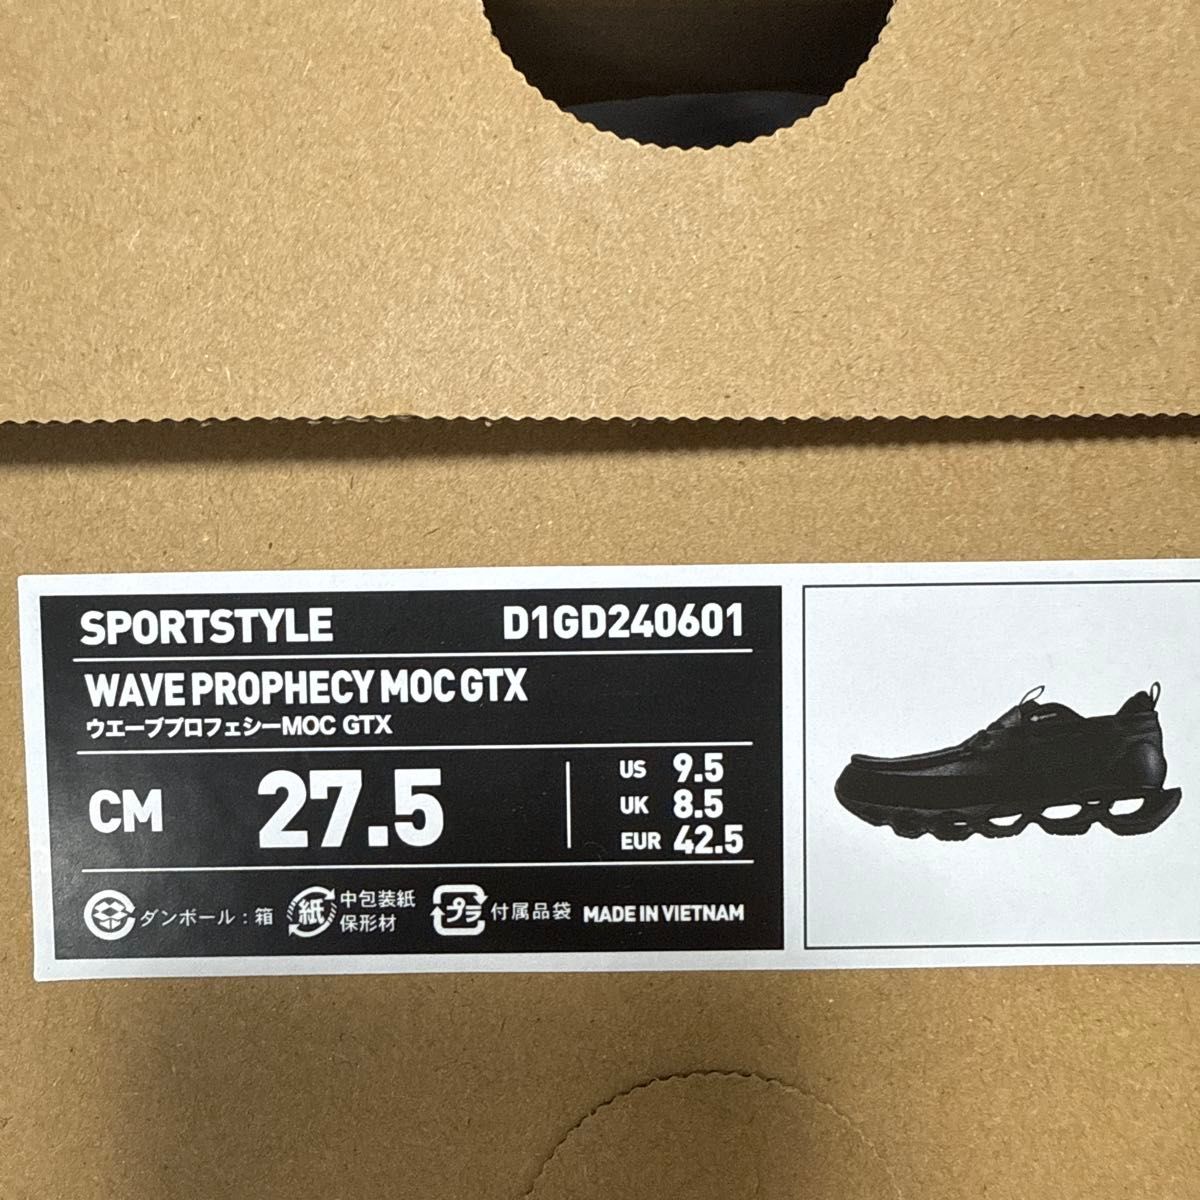 SPORTSTYLE D1GD240601
WAVE PROPHECY MOC GTX
ウエーブプロフェシーMOC GTX
CM 27.5
US 9.5
UK 8.5
EUR 42.5
ダンボール：箱
紙 中包装紙
保形材
プラ 付属品袋
MADE IN VIETNAM